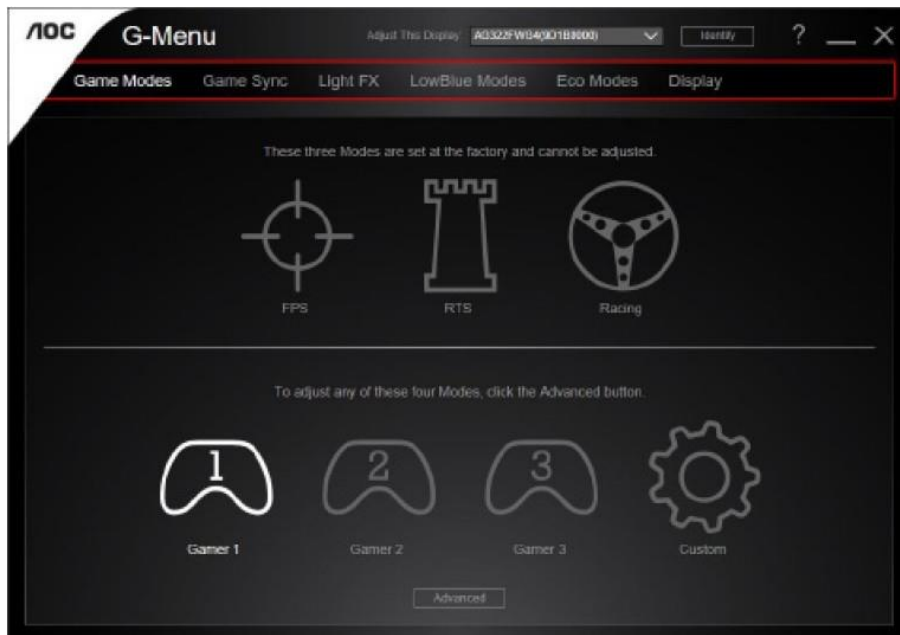 AOC G-Menu Adjust This Display AG322FWG4(9D1B8000) Identify ?
Game Modes Game Sync Light FX LowBlue Modes Eco Modes Display
These three Modes are set at the factory and cannot be adjusted.
FPS RTS Racing
To adjust any of these four Modes, click the Advanced button.
1 2 3
Gamer 1 Gamer 2 Gamer 3 Custom
Advanced